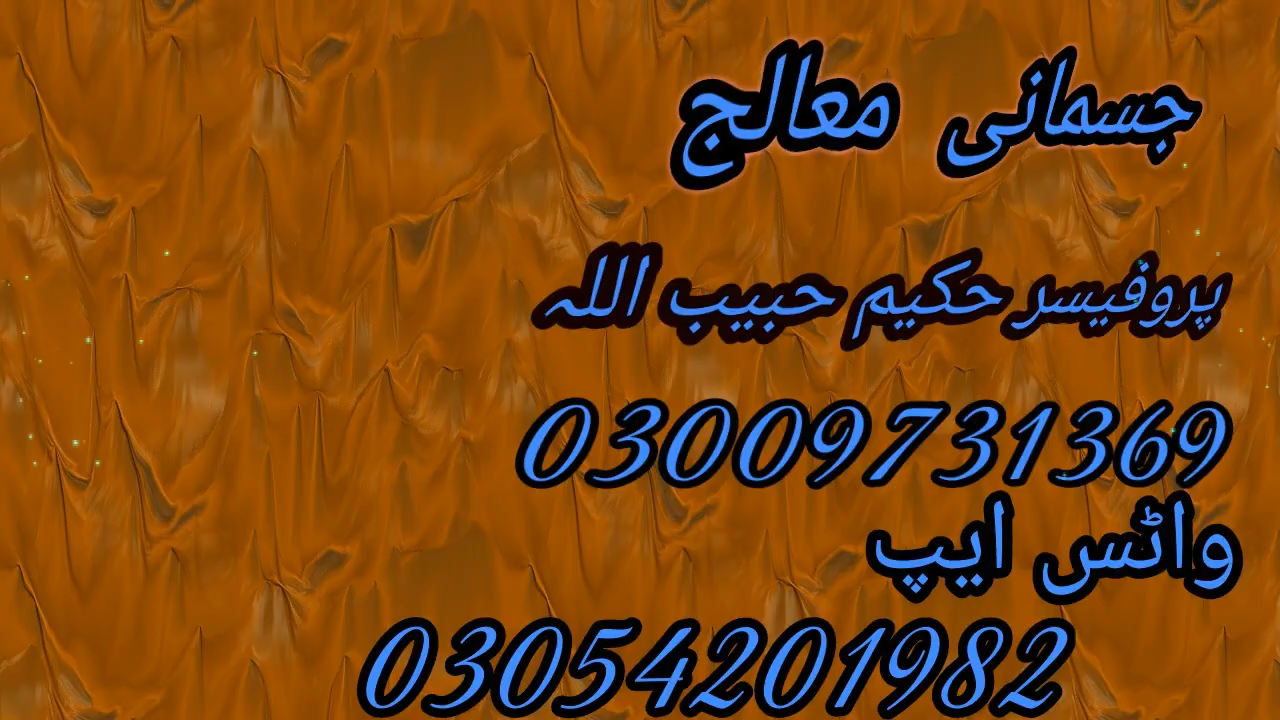 جسمانی معالج
پروفیسر حکیم حبیب اللہ
03009731369
واٹس ایپ
03054201982